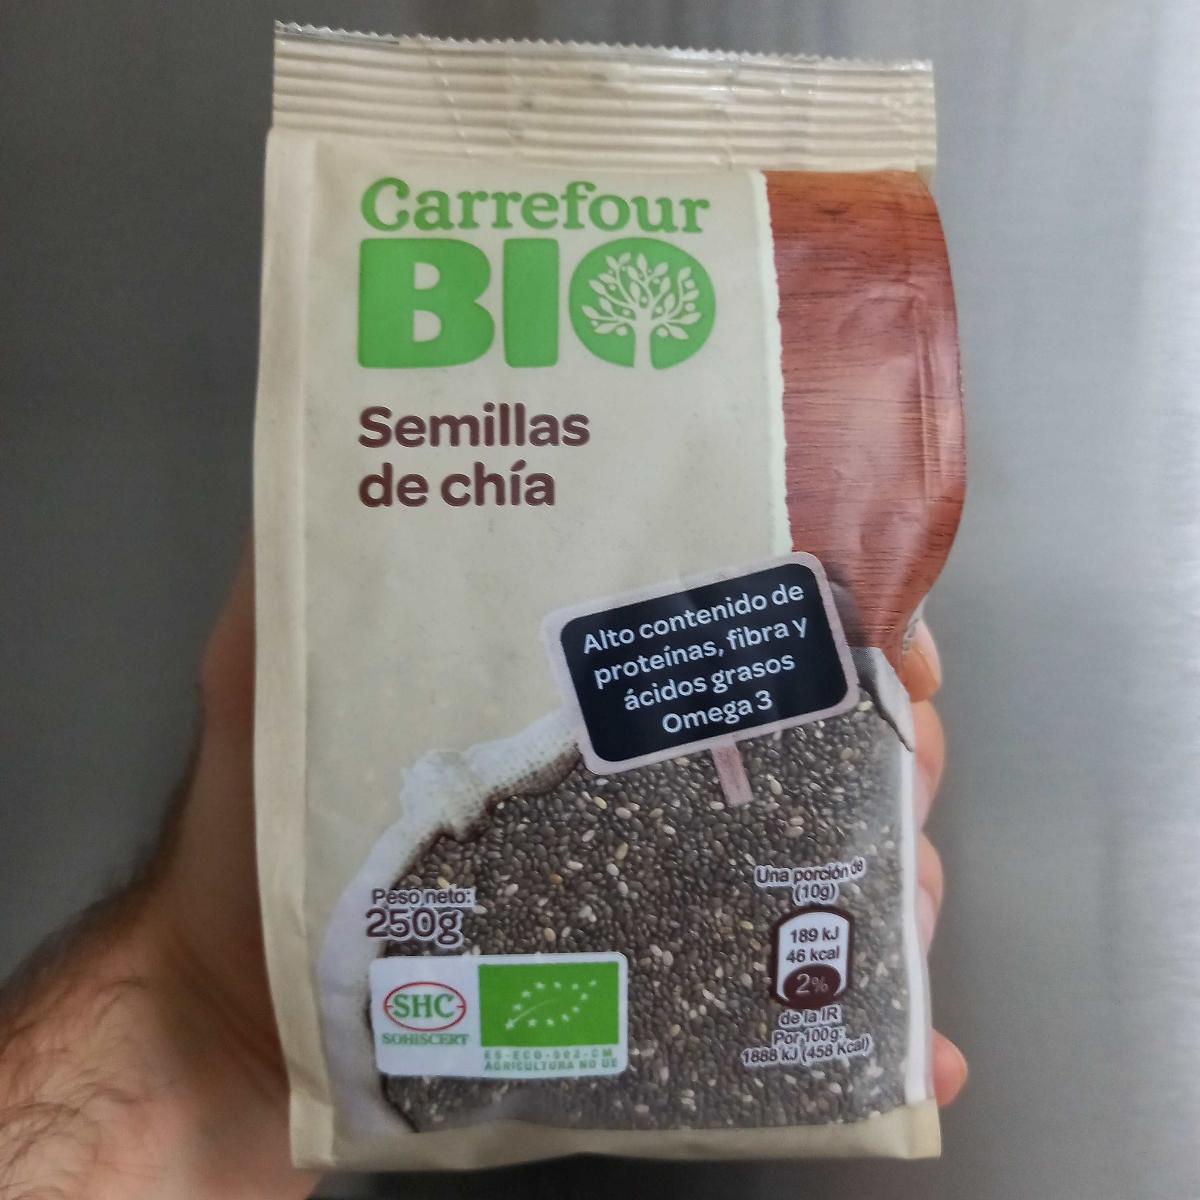 Carrefour
BIO
Semillas
de chía
Alto contenido de
proteínas, fibra y
ácidos grasos
Omega 3
Peso neto:
250g
SHC
SOHISCERT
ES-ECO-002-CM
AGRICULTURA NO UE
Una porción de
(10g)
189 kJ
46 kcal
2%
de la IR
Por 100g:
1888 kJ (458 Kcal)